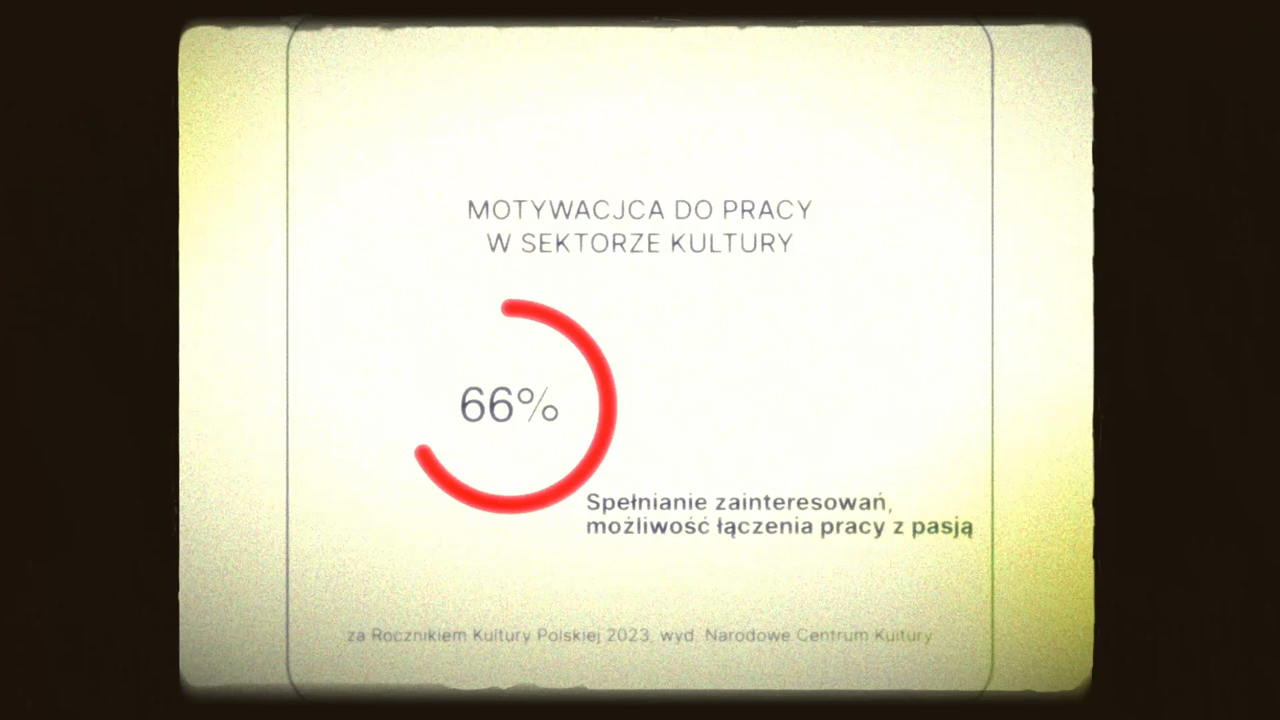 MOTYWACJCA DO PRACY
W SEKTORZE KULTURY
66%
Spełnianie zainteresowań,
możliwość łączenia pracy z pasją
za Rocznikiem Kultury Polskiej 2023, wyd. Narodowe Centrum Kultury